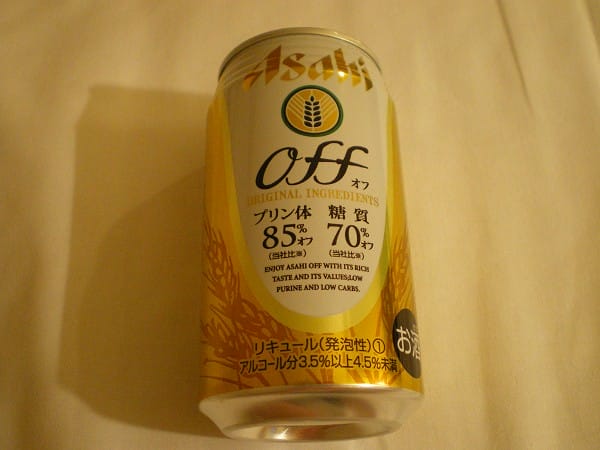 Asahi
off オフ
ORIGINAL INGREDIENTS
プリン体 糖質
85%オフ 70%オフ
(当社比※) (当社比※)
ENJOY ASAHI OFF WITH ITS RICH
TASTE AND ITS VALUES;LOW
PURINE AND LOW CARBS.
リキュール(発泡性)①
アルコール分3.5%以上4.5%未満
お酒